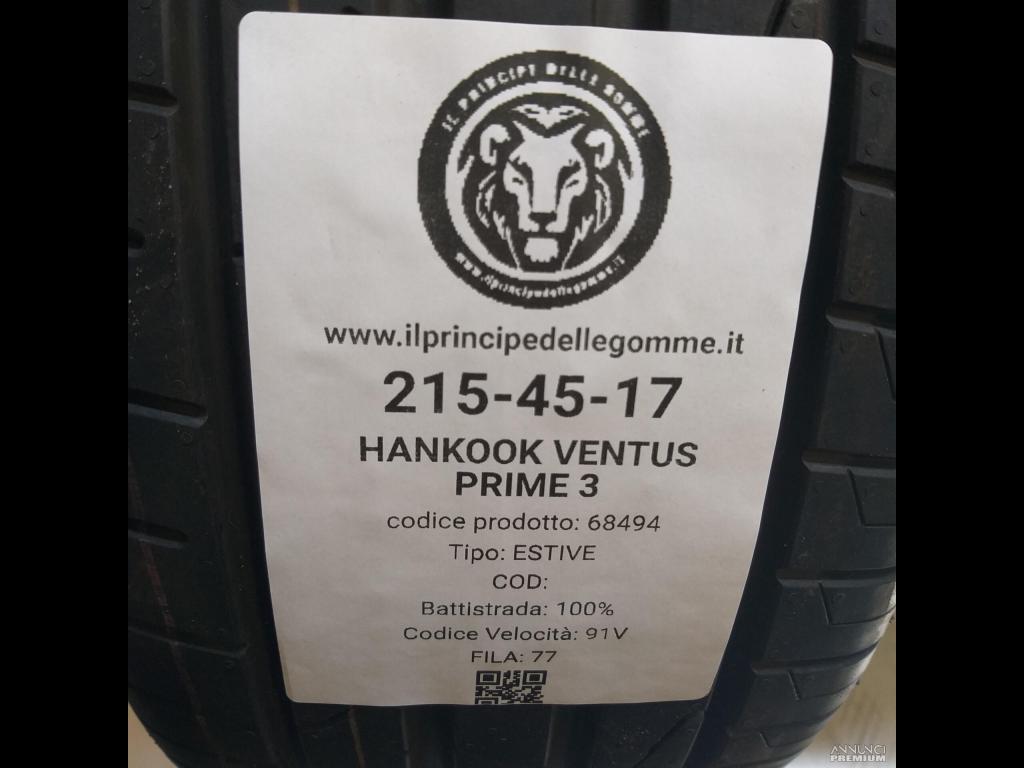 IL PRINCIPE DELLE GOMME
www.ilprincipedellegomme.it
www.ilprincipedellegomme.it
215-45-17
HANKOOK VENTUS
PRIME 3
codice prodotto: 68494
Tipo: ESTIVE
COD:
Battistrada: 100%
Codice Velocità: 91V
FILA: 77
ANNUNCI
PREMIUM